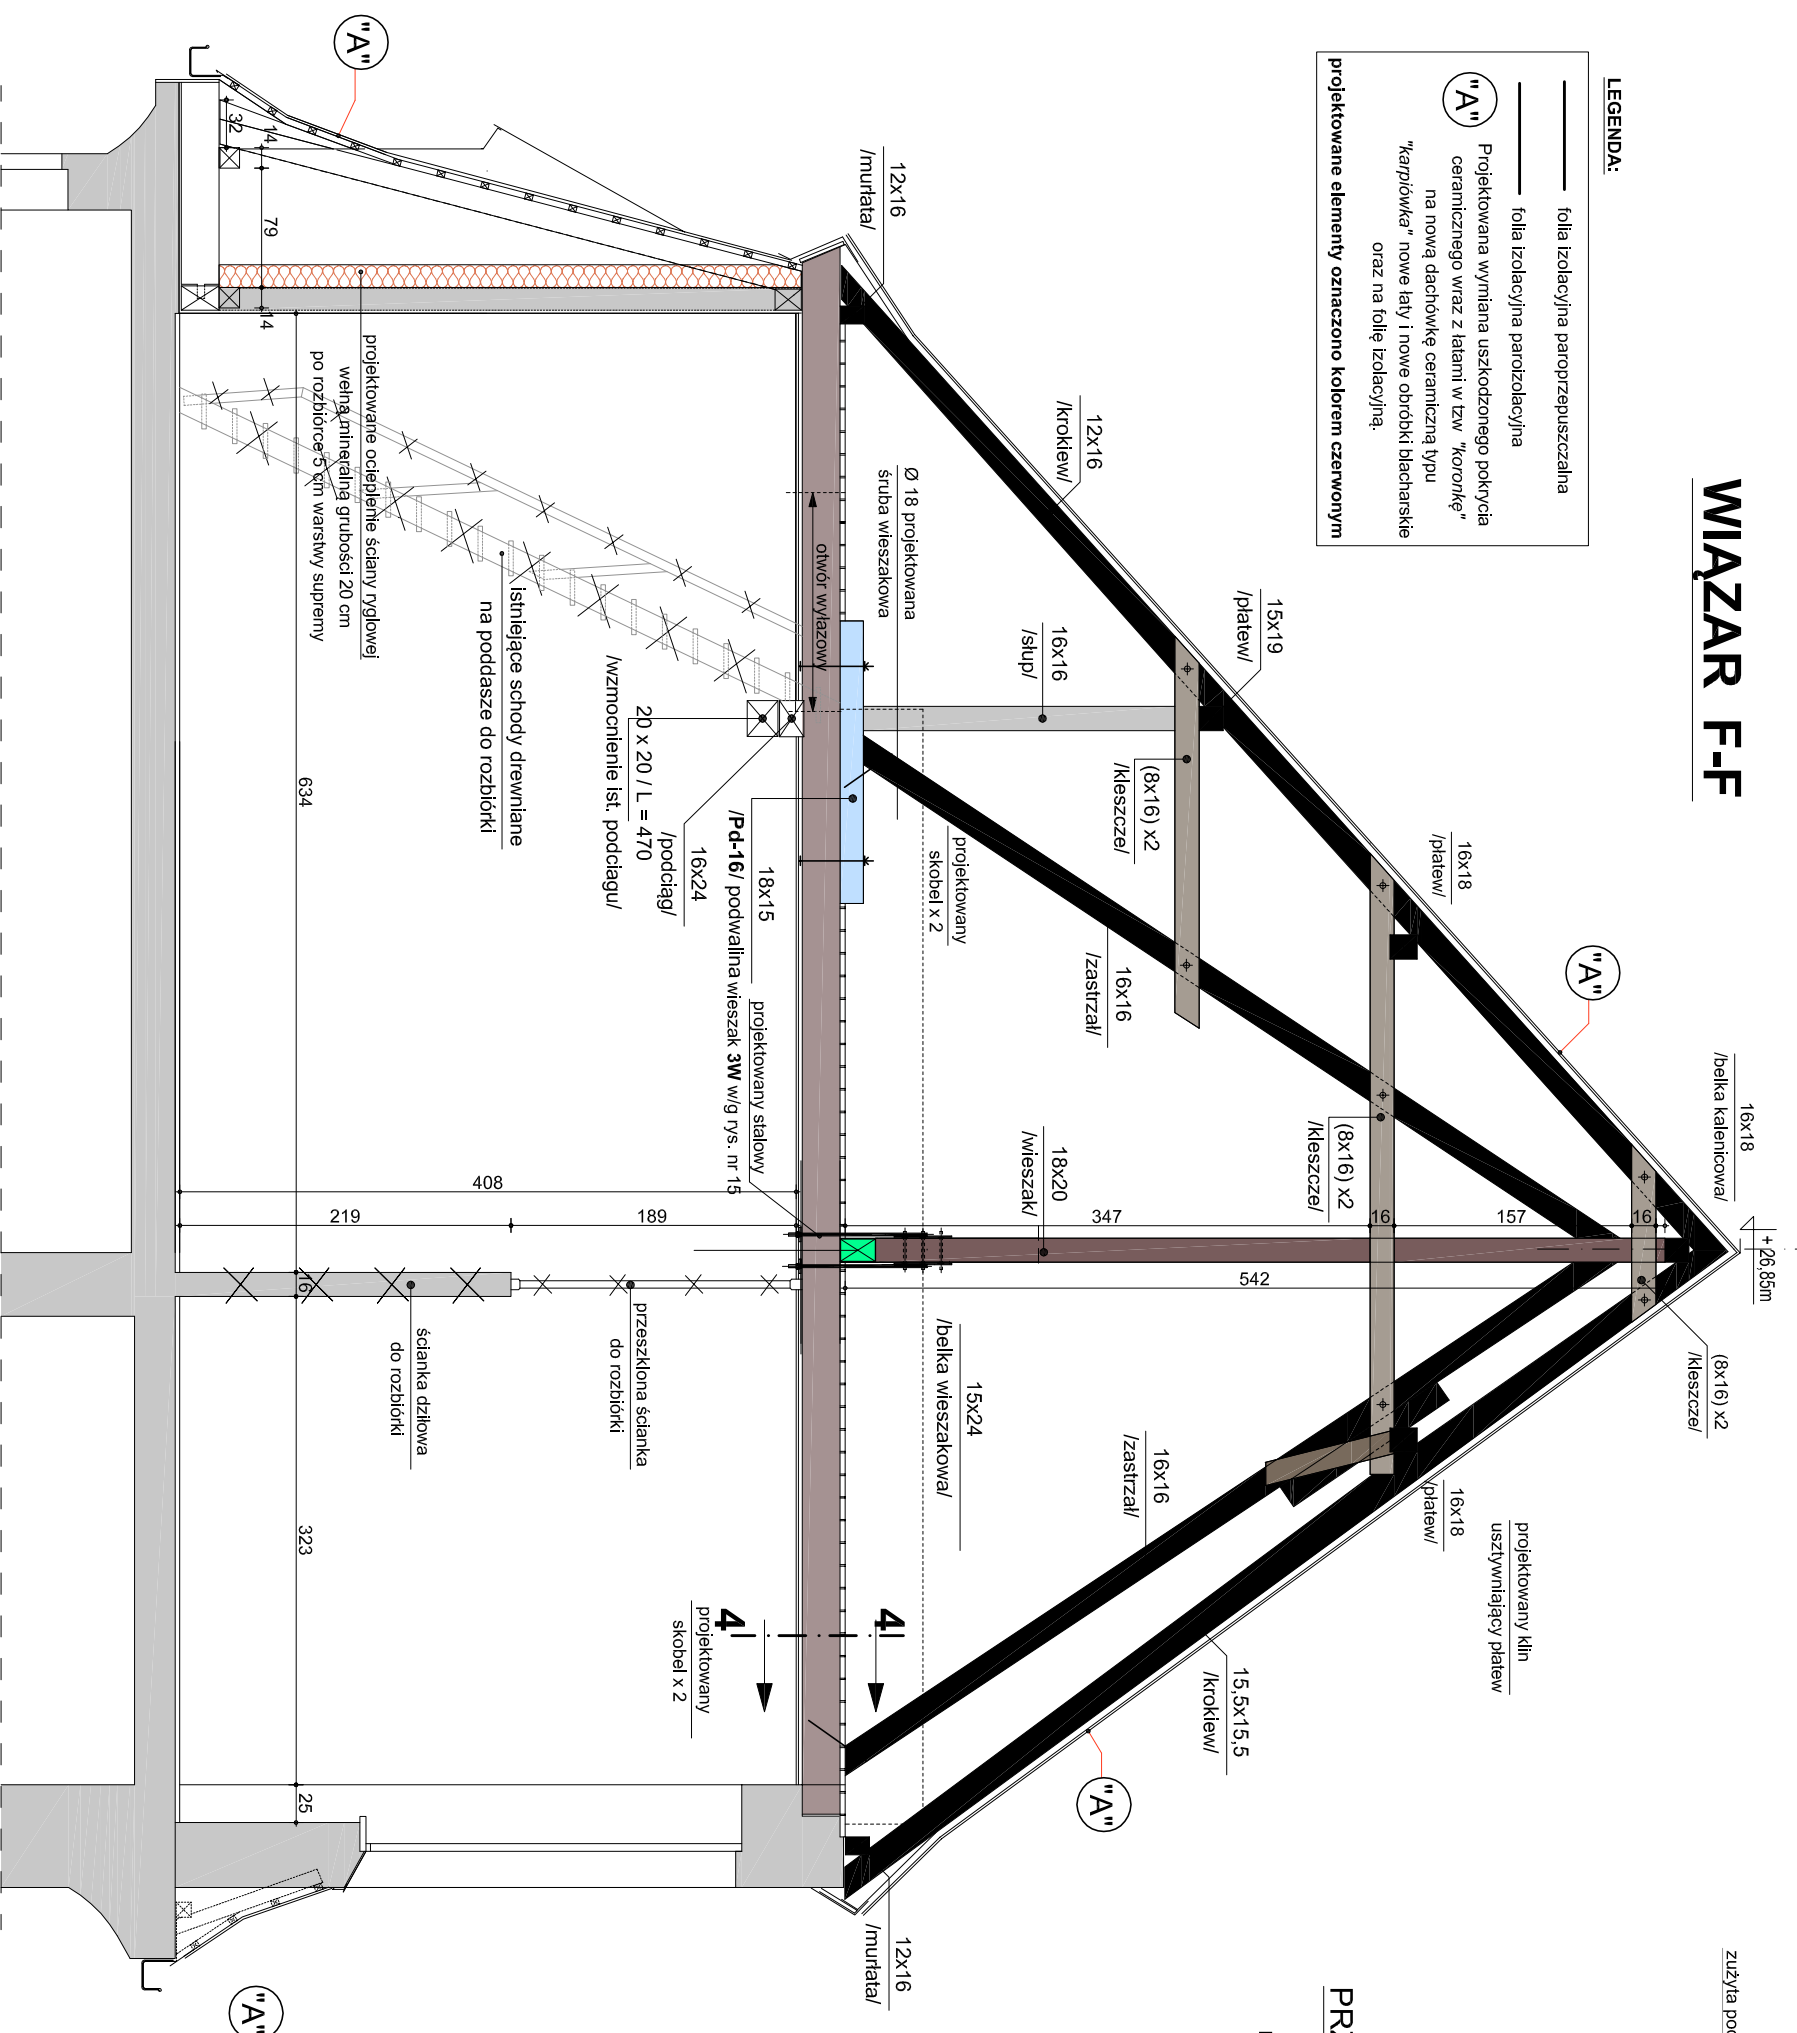 WIĄZAR F-F
LEGENDA:
folia izolacyjna paroprzepuszczalna
folia izolacyjna paroizolacyjna
"A"
Projektowana wymiana uszkodzonego pokrycia
ceramicznego wraz z łatami w tzw "koronkę"
na nową dachówkę ceramiczną typu
"karpiówka" nowe łaty i nowe obróbki blacharskie
oraz na folię izolacyjną.
projektowane elementy oznaczono kolorem czerwonym
16x18
/belka kalenicowa/
+ 26,85m
"A"
(8x16) x2
/kleszcze/
16x18
/płatew/
15x19
/płatew/
(8x16) x2
/kleszcze/
(8x16) x2
/kleszcze/
projektowany klin
usztywniający płatew
16x18
/płatew/
12x16
/krokiew/
16x16
/słup/
16x16
/zastrzał/
18x20
/wieszak/
16x16
/zastrzał/
15,5x15,5
/krokiew/
"A"
12x16
/murłata/
Ø 18 projektowana
śruba wieszakowa
projektowany
skobel x 2
15x24
/belka wieszakowa/
12x16
/murłata/
347
16
157
16
542
otwór wyłazowy
4
4
projektowany
skobel x 2
18x15
/Pd-16/ podwalina
projektowany stalowy
wieszak 3W w/g rys. nr 15
16x24
/podciąg/
20 x 20 / L = 470
/wzmocnienie ist. podciagu/
istniejące schody drewniane
na poddasze do rozbiórki
projektowane ocieplenie ściany ryglowej
wełna mineralna grubości 20 cm
po rozbiórce 5 cm warstwy supremy
przeszklona ścianka
do rozbiórki
ścianka dziłowa
do rozbiórki
408
219
189
"A"
32
14
79
14
634
16
323
25
"A"
zużyta